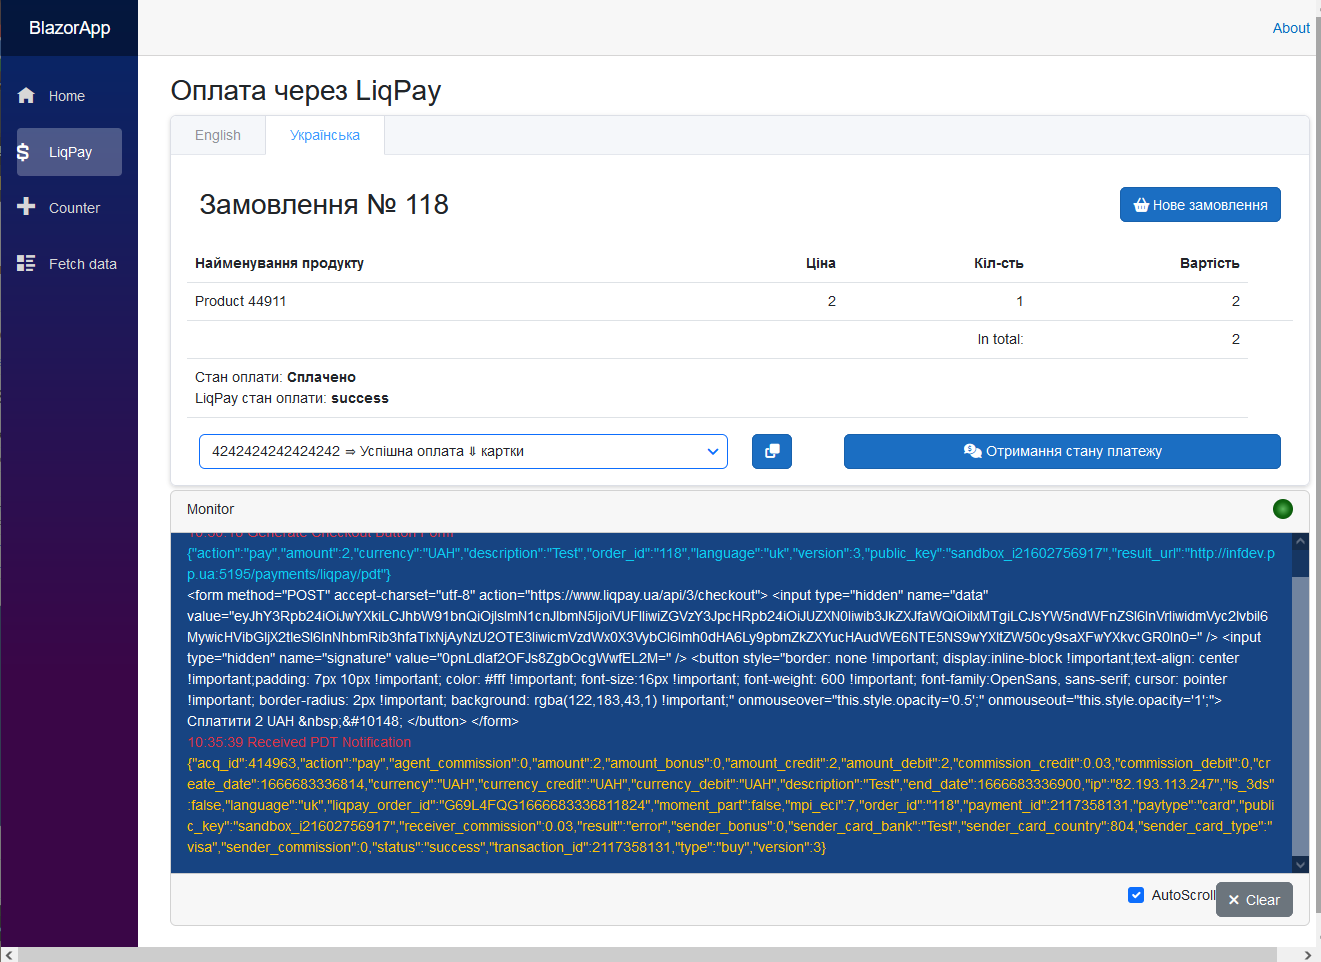 BlazorApp
About
Home
LiqPay
Counter
Fetch data
Оплата через LiqPay
English
Українська
Замовлення № 118
Нове замовлення
Найменування продукту Ціна Кіл-сть Вартість
Product 44911 2 1 2
In total: 2
Стан оплати: Сплачено
LiqPay стан оплати: success
4242424242424242 ⇒ Успішна оплата ⇓ картки
Отримання стану платежу
Monitor
{"action":"pay","amount":2,"currency":"UAH","description":"Test","order_id":"118","language":"uk","version":3,"public_key":"sandbox_i21602756917","result_url":"http://infdev.p
p.ua:5195/payments/liqpay/pdt"}
<form method="POST" accept-charset="utf-8" action="https://www.liqpay.ua/api/3/checkout"> <input type="hidden" name="data"
type="hidden" name="signature" value="0pnLdlaf2OFJs8ZgbOcgWwfEL2M=" /> <button style="border: none !important; display:inline-block !important;text-align: center
!important;padding: 7px 10px !important; color: #fff !important; font-size:16px !important; font-weight: 600 !important; font-family:OpenSans, sans-serif; cursor: pointer
!important; border-radius: 2px !important; background: rgba(122,183,43,1) !important;" onmouseover="this.style.opacity='0.5';" onmouseout="this.style.opacity='1';">
Сплатити 2 UAH &nbsp;&#10148; </button> </form>
10:35:39 Received PDT Notification
{"acq_id":414963,"action":"pay","agent_commission":0,"amount":2,"amount_bonus":0,"amount_credit":2,"amount_debit":2,"commission_credit":0.03,"commission_debit":0,"cr
eate_date":1666683336814,"currency":"UAH","currency_credit":"UAH","currency_debit":"UAH","description":"Test","end_date":1666683336900,"ip":"82.193.113.247","is_3ds"
:false,"language":"uk","liqpay_order_id":"G69L4FQG1666683336811824","moment_part":false,"mpi_eci":7,"order_id":"118","payment_id":2117358131,"paytype":"card","publi
c_key":"sandbox_i21602756917","receiver_commission":0.03,"result":"error","sender_bonus":0,"sender_card_bank":"Test","sender_card_country":804,"sender_card_type":"
visa","sender_commission":0,"status":"success","transaction_id":2117358131,"type":"buy","version":3}
AutoScroll
Clear